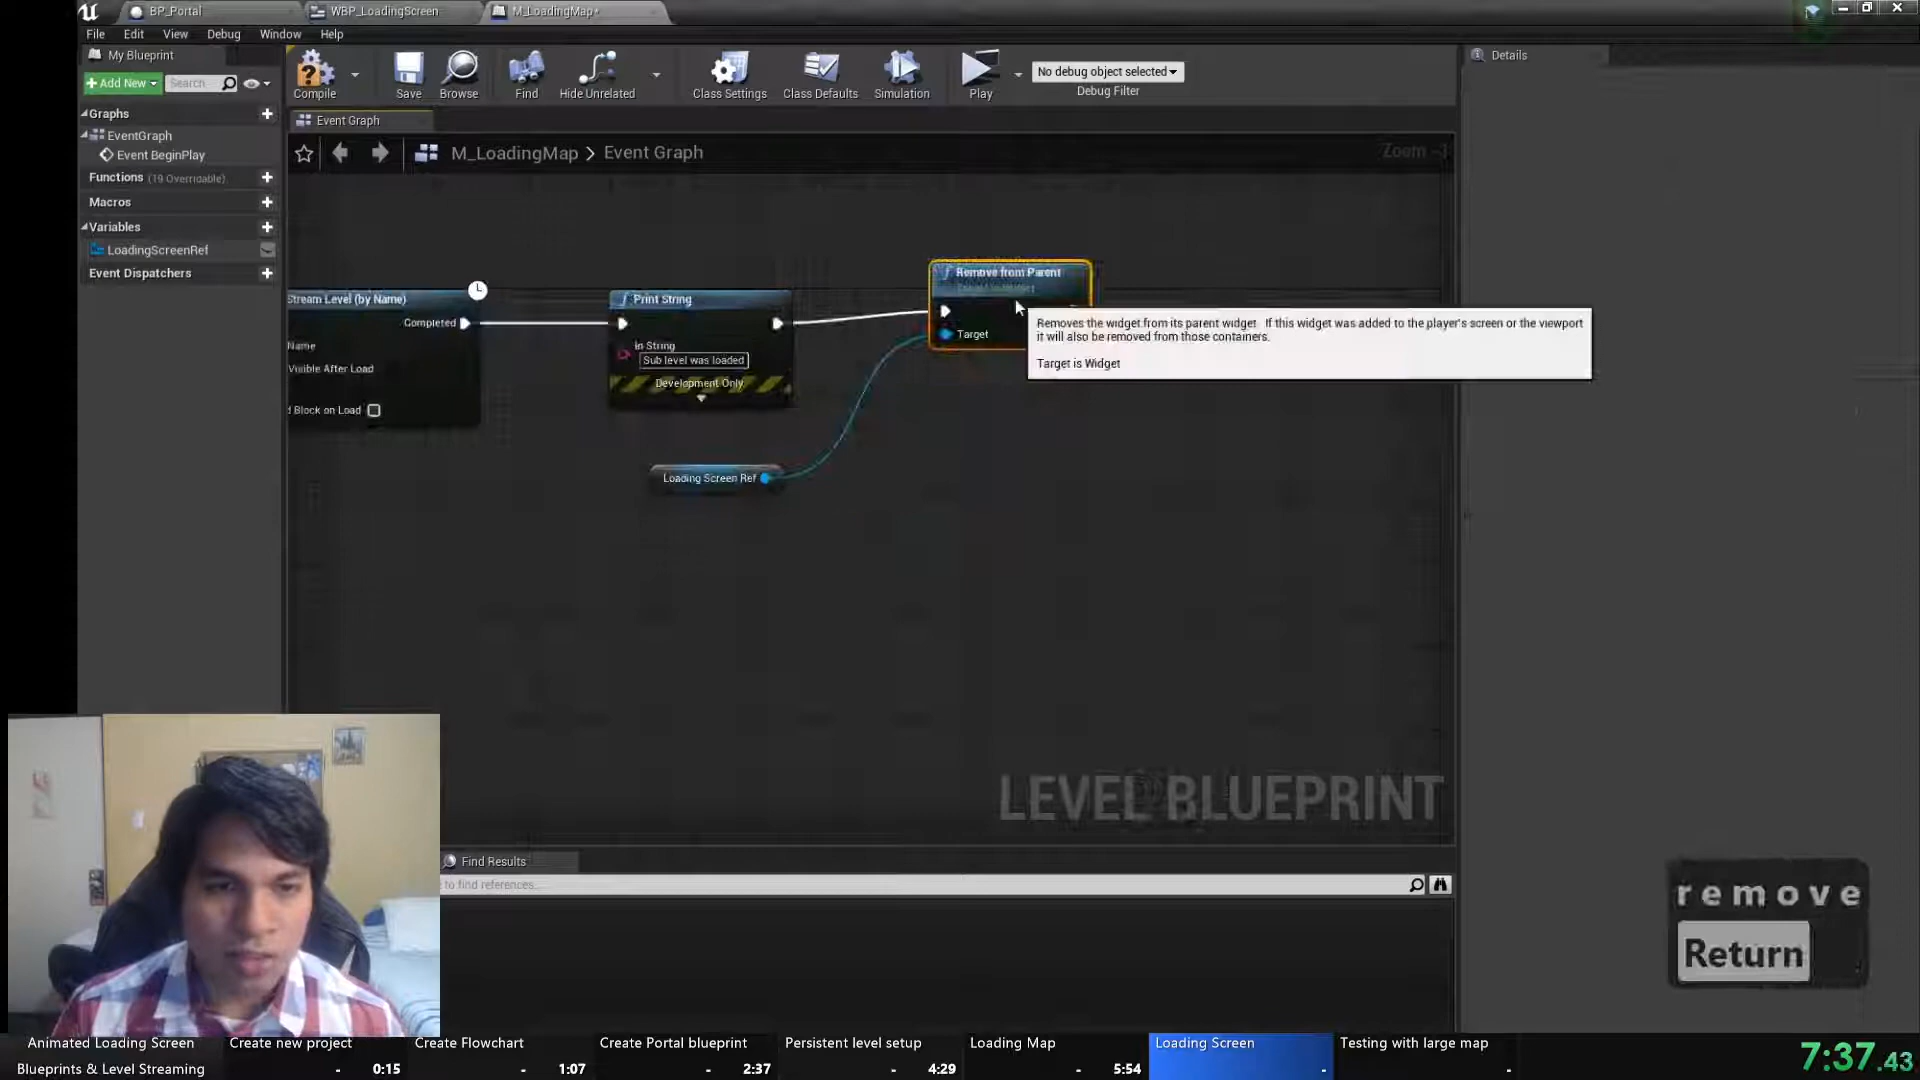 BP_Portal
WBP_LoadingScreen
M_LoadingMap*
File Edit View Debug Window Help
My Blueprint
Add New
Search
Graphs
EventGraph
Event BeginPlay
Functions (19 Overridable)
Macros
Variables
LoadingScreenRef
Event Dispatchers
Compile
Save
Browse
Find
Hide Unrelated
Class Settings
Class Defaults
Simulation
Play
No debug object selected
Debug Filter
Details
Event Graph
M_LoadingMap > Event Graph
Zoom -1
Stream Level (by Name)
Completed
Name
Visible After Load
d Block on Load
Print String
In String
Sub level was loaded
Development Only
Remove from Parent
Target
Removes the widget from its parent widget. If this widget was added to the player's screen or the viewport
it will also be removed from those containers.
Target is Widget
Loading Screen Ref
LEVEL BLUEPRINT
Find Results
to find references...
remove
Return
Animated Loading Screen
Blueprints & Level Streaming
Create new project
- 0:15
Create Flowchart
- 1:07
Create Portal blueprint
- 2:37
Persistent level setup
- 4:29
Loading Map
- 5:54
Loading Screen
-
Testing with large map
-
7:37.43